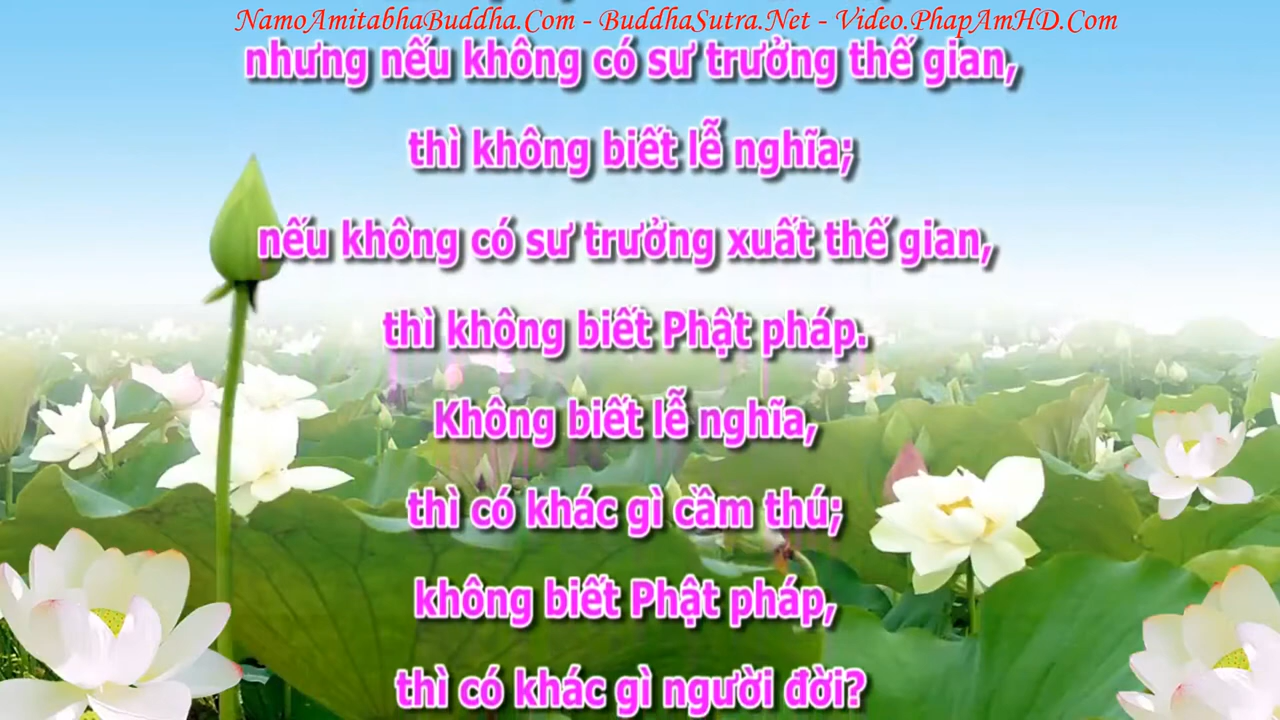 NamoAmitabhaBuddha.Com - BuddhaSutra.Net - Video.PhapAmHD.Com
nhưng nếu không có sư trưởng thế gian,
thì không biết lễ nghĩa;
nếu không có sư trưởng xuất thế gian,
thì không biết Phật pháp.
Không biết lễ nghĩa,
thì có khác gì cầm thú;
không biết Phật pháp,
thì có khác gì người đời?